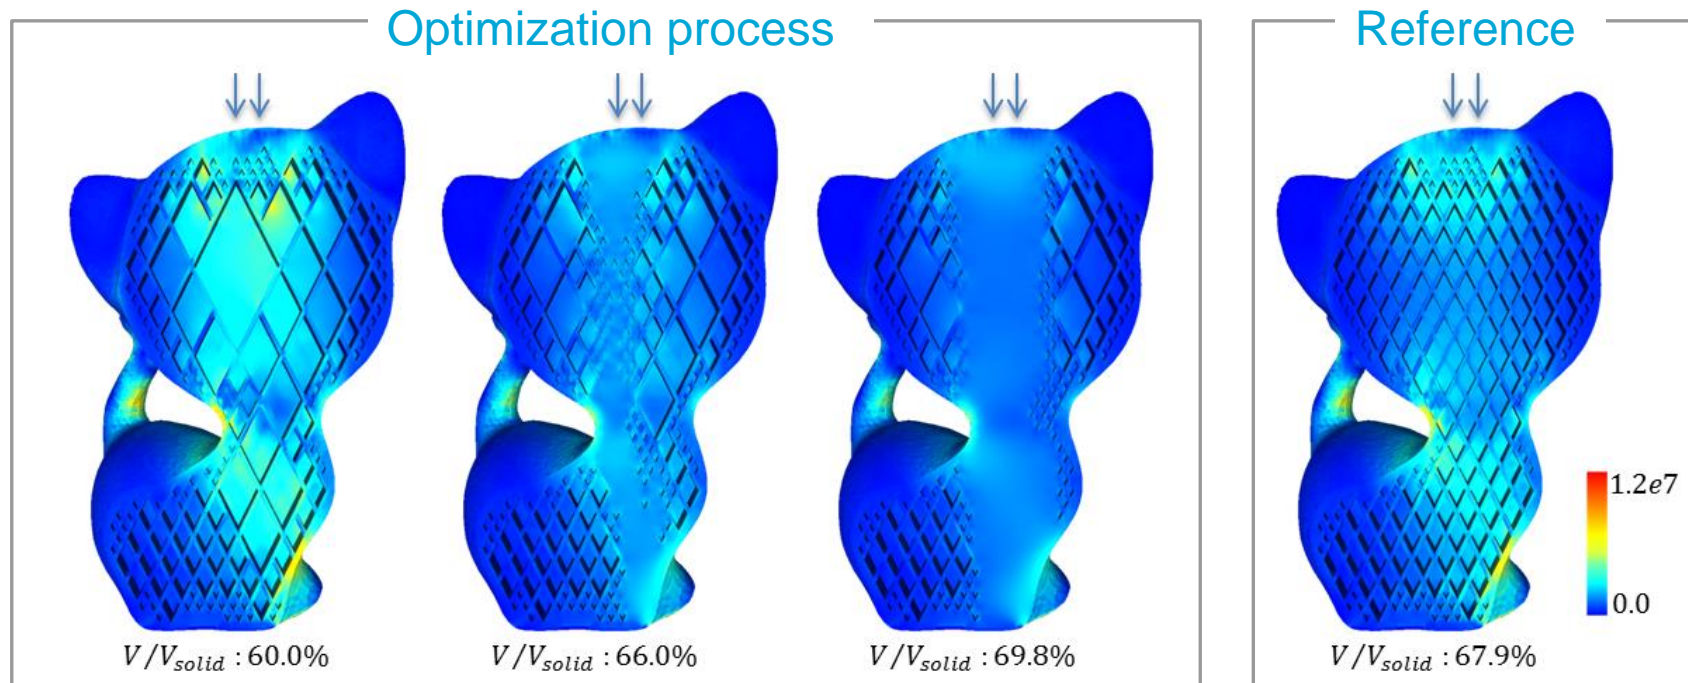 Optimization process
Reference
1.2e7
0.0
V/V_solid : 60.0%
V/V_solid : 66.0%
V/V_solid : 69.8%
V/V_solid : 67.9%